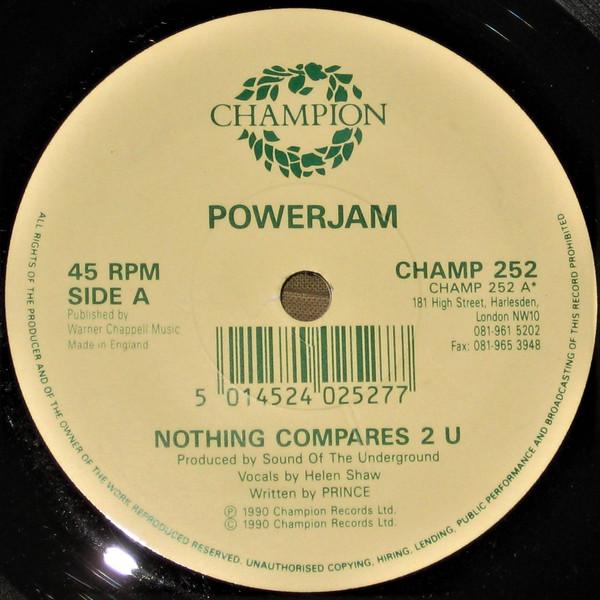 CHAMPION
POWERJAM
45 RPM
SIDE A
Published by
Warner Chappell Music
Made in England
CHAMP 252
CHAMP 252 A*
181 High Street, Harlesden,
London NW10
081-961 5202
Fax: 081-965 3948
5 014524 025277
NOTHING COMPARES 2 U
Produced by Sound Of The Underground
Vocals by Helen Shaw
Written by PRINCE
℗ 1990 Champion Records Ltd.
© 1990 Champion Records Ltd.
ALL RIGHTS OF THE PRODUCER AND OF THE OWNER OF THE WORK REPRODUCED RESERVED. UNAUTHORISED COPYING, HIRING, LENDING, PUBLIC PERFORMANCE AND BROADCASTING OF THIS RECORD PROHIBITED